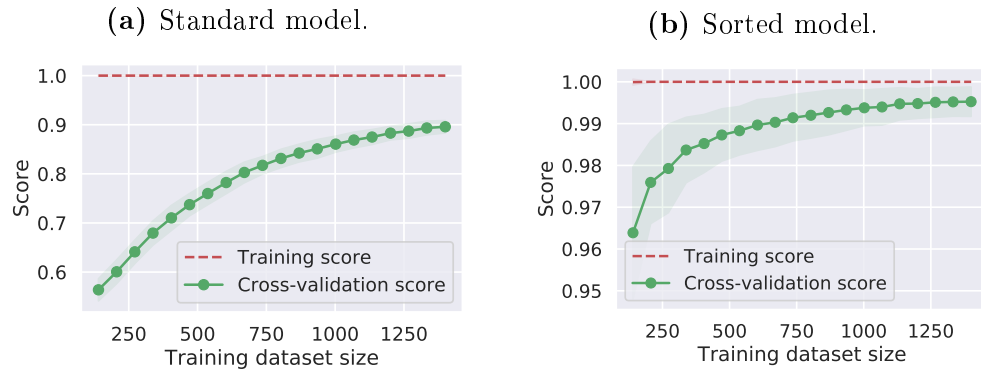 (a) Standard model.
1.0
0.9
0.8
0.7
0.6
Score
Training score
Cross-validation score
250 500 750 1000 1250
Training dataset size
(b) Sorted model.
1.00
0.99
0.98
0.97
0.96
0.95
Score
Training score
Cross-validation score
250 500 750 1000 1250
Training dataset size